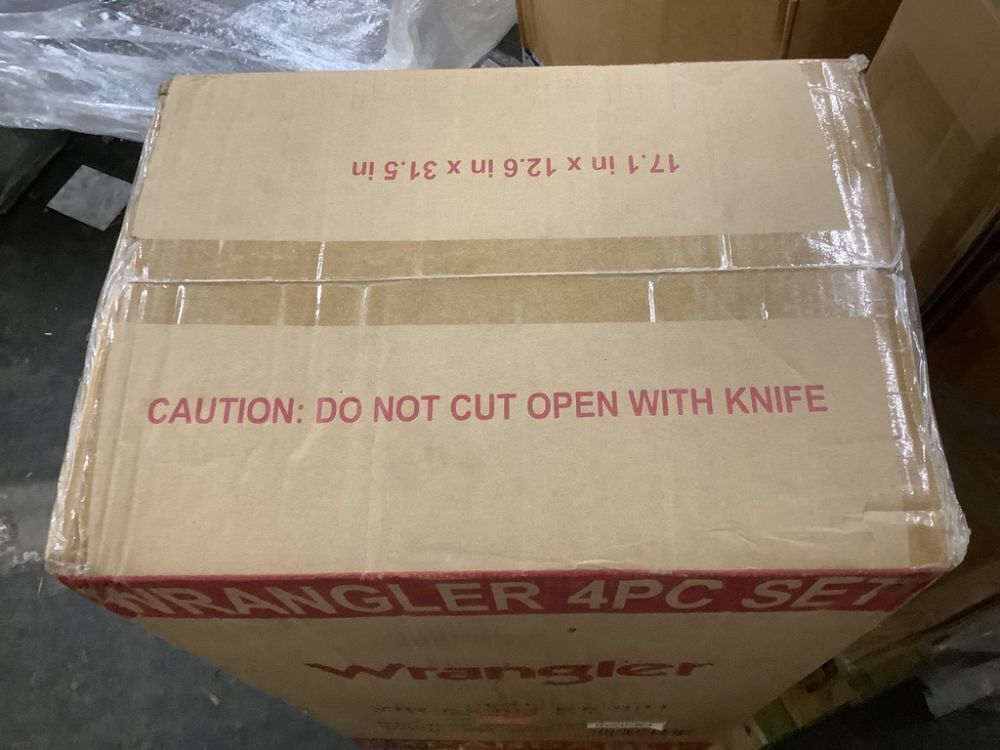 17.1 in x 12.6 in x 31.5 in
CAUTION: DO NOT CUT OPEN WITH KNIFE
WRANGLER 4PC SET
Wrangler